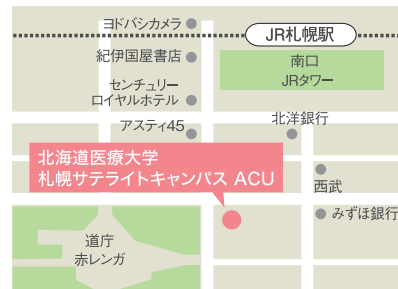 ヨドバシカメラ
JR札幌駅
紀伊国屋書店
南口
JRタワー
センチュリー
ロイヤルホテル
アスティ45
北洋銀行
北海道医療大学
札幌サテライトキャンパス ACU
西武
みずほ銀行
道庁
赤レンガ